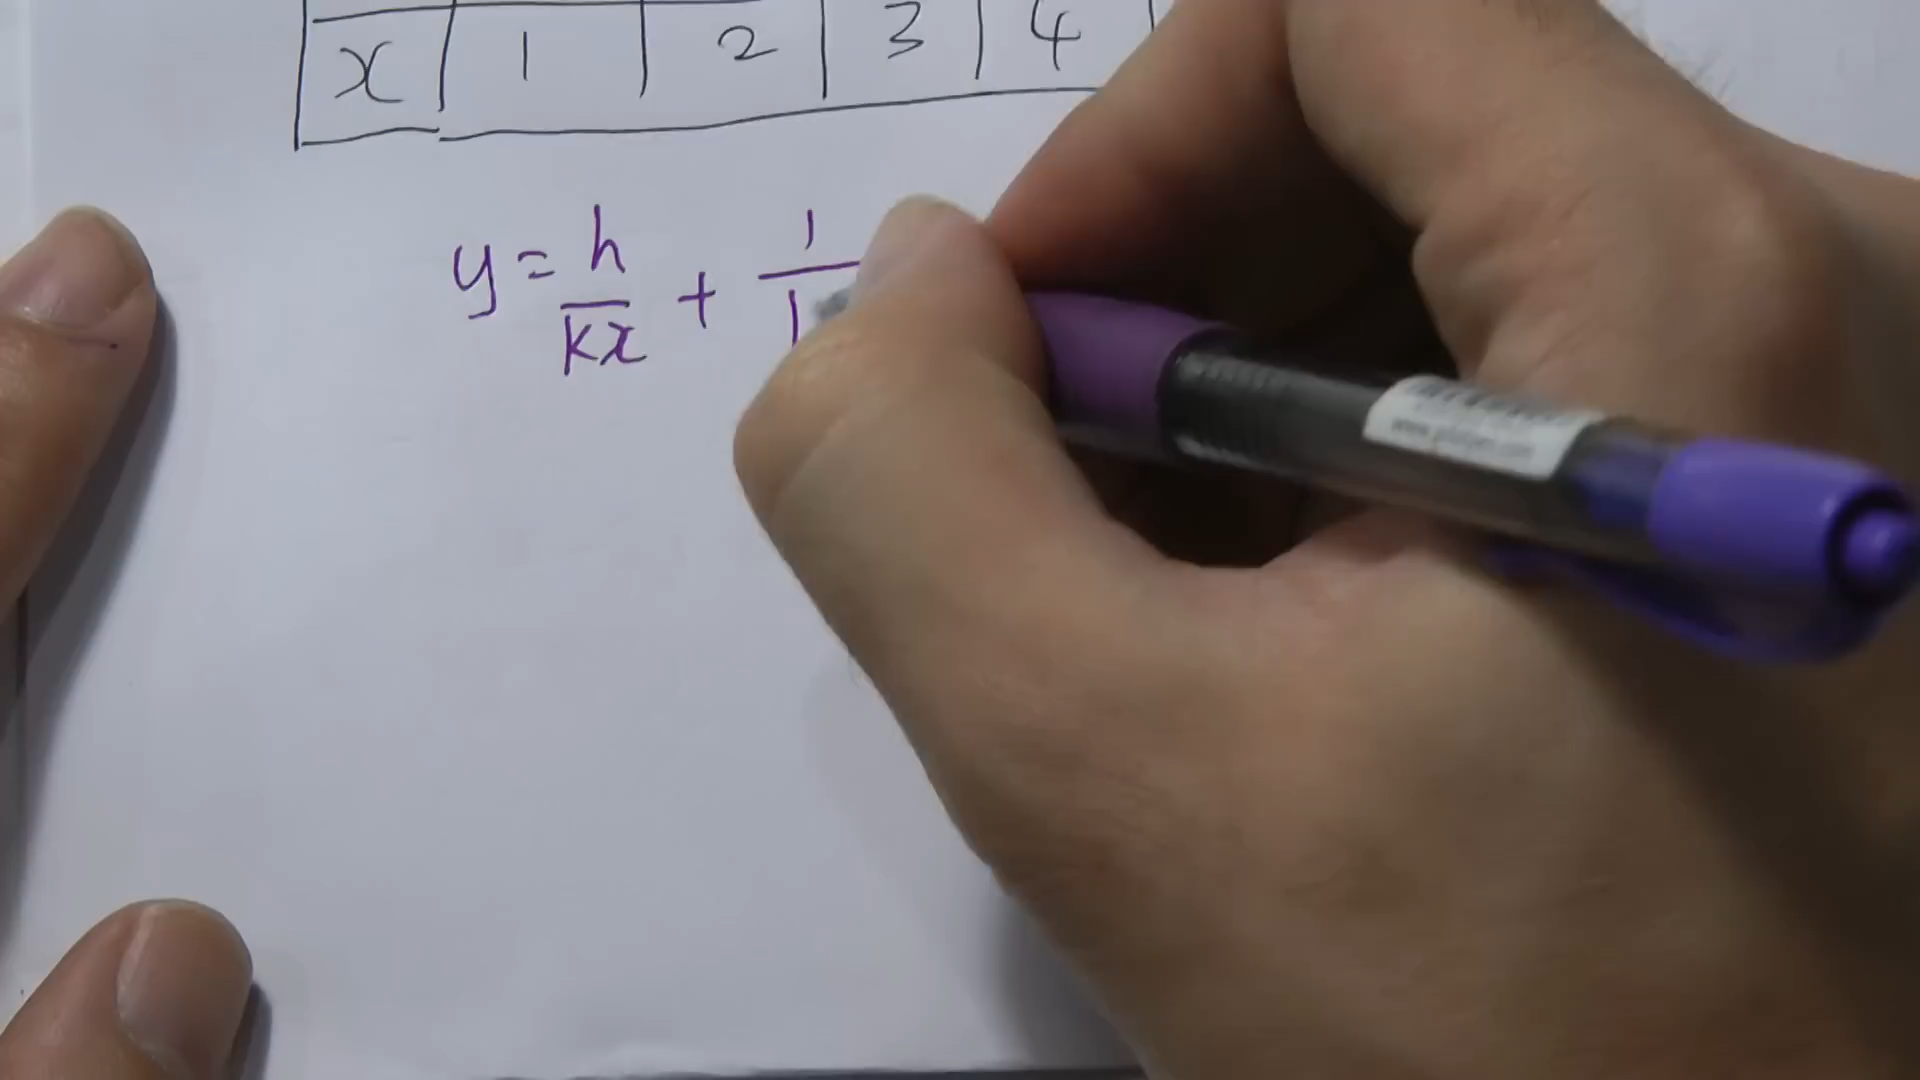 x | 1 | 2 | 3 | 4
y = h/kx + 1/